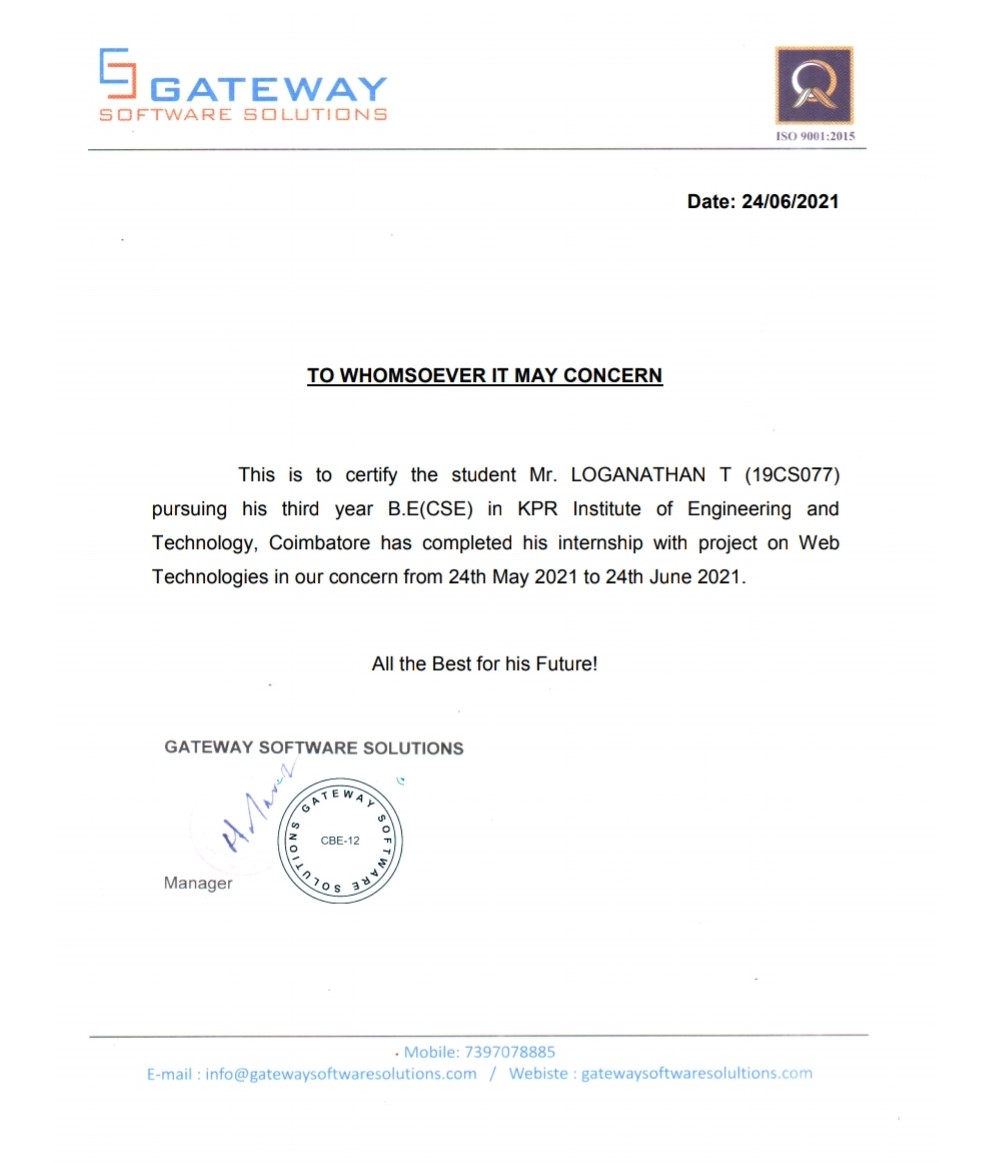 GATEWAY
SOFTWARE SOLUTIONS
ISO 9001:2015
Date: 24/06/2021
TO WHOMSOEVER IT MAY CONCERN
This is to certify the student Mr. LOGANATHAN T (19CS077)
pursuing his third year B.E(CSE) in KPR Institute of Engineering and
Technology, Coimbatore has completed his internship with project on Web
Technologies in our concern from 24th May 2021 to 24th June 2021.
All the Best for his Future!
GATEWAY SOFTWARE SOLUTIONS
GATEWAY SOFTWARE SOLUTIONS
CBE-12
Manager
Mobile: 7397078885
E-mail : info@gatewaysoftwaresolutions.com / Webiste : gatewaysoftwaresolultions.com